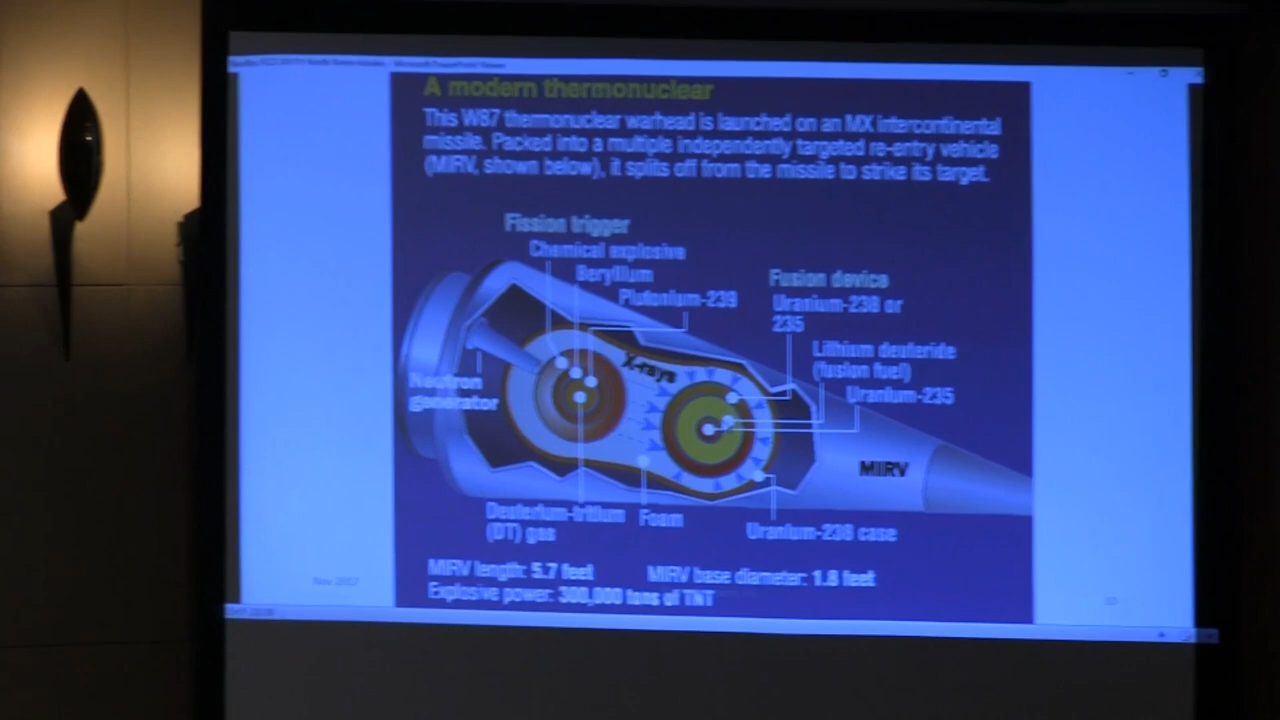 A modern thermonuclear
This W87 thermonuclear warhead is launched on an MX intercontinental
missile. Packed into a multiple independently targeted re-entry vehicle
(MIRV, shown below), it splits off from the missile to strike its target.
Fission trigger
Chemical explosive
Beryllium
Plutonium-239
Fusion device
Uranium-238 or
235
Lithium deuteride
(fusion fuel)
Uranium-235
X-rays
Neutron
generator
MIRV
Deuterium-tritium
(DT) gas
Foam
Uranium-238 case
MIRV length: 5.7 feet
MIRV base diameter: 1.8 feet
Explosive power: 300,000 tons of TNT